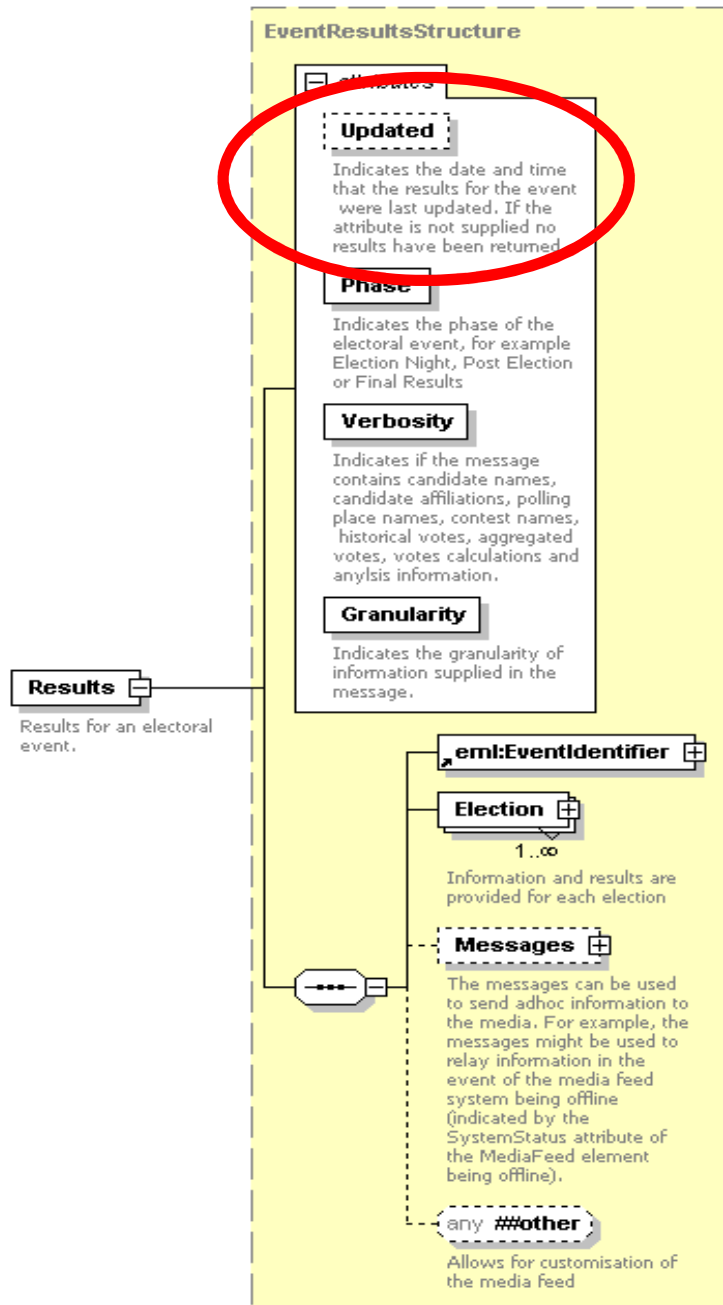 EventResultsStructure
attributes
Updated
Indicates the date and time
that the results for the event
were last updated. If the
attribute is not supplied no
results have been returned
Phase
Indicates the phase of the
electoral event, for example
Election Night, Post Election
or Final Results
Verbosity
Indicates if the message
contains candidate names,
candidate affiliations, polling
place names, contest names,
historical votes, aggregated
votes, votes calculations and
anylsis information.
Granularity
Indicates the granularity of
information supplied in the
message.
Results
Results for an electoral
event.
eml:EventIdentifier
Election
1..∞
Information and results are
provided for each election
Messages
The messages can be used
to send adhoc information to
the media. For example, the
messages might be used to
relay information in the
event of the media feed
system being offline
(indicated by the
SystemStatus attribute of
the MediaFeed element
being offline).
any ##other
Allows for customisation of
the media feed